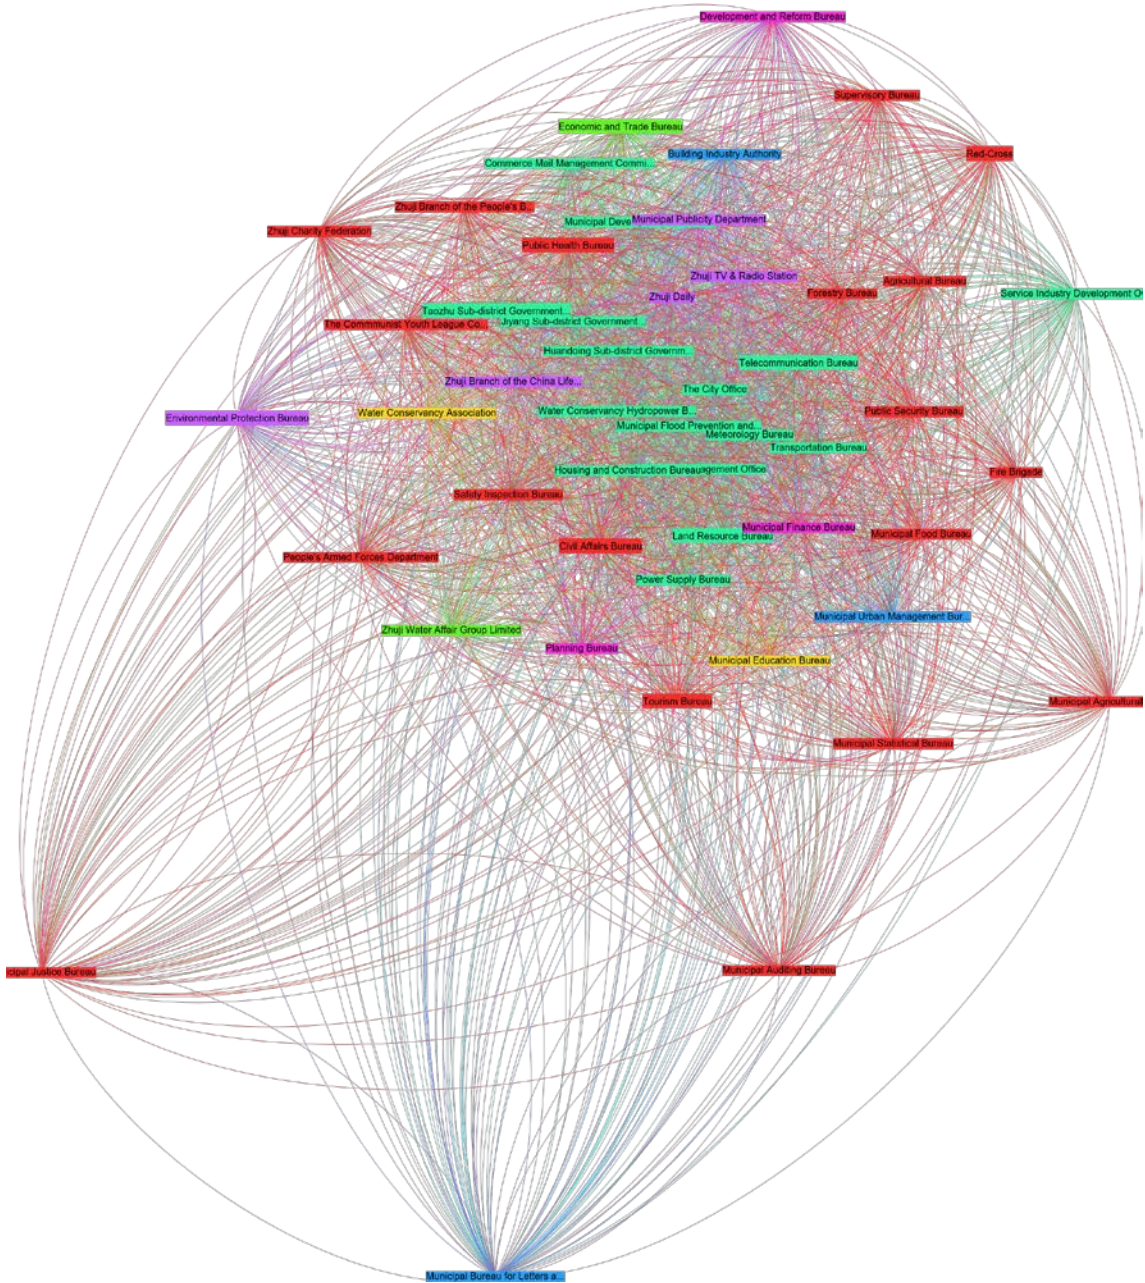 Development and Reform Bureau
Supervisory Bureau
Economic and Trade Bureau
Building Industry Authority
Red-Cross
Commerce Mail Management Commi...
Zhuji Branch of the People's B...
Municipal Deve
Municipal Publicity Department
Zhuji Charity Federation
Public Health Bureau
Zhuji TV & Radio Station
Agricultural Bureau
Forestry Bureau
Service Industry Development O
Zhuji Daily
Taozhu Sub-district Government...
Jiyang Sub-district Government...
The Commmunist Youth League Co...
Huandoing Sub-district Governm...
Telecommunication Bureau
Zhuji Branch of the China Life...
The City Office
Environmental Protection Bureau
Water Conservancy Association
Water Conservancy Hydropower B...
Public Security Bureau
Municipal Flood Prevention and...
Meteorology Bureau
Transportation Bureau
Housing and Construction Bureau
agement Office
Fire Brigade
Safety Inspection Bureau
Municipal Finance Bureau
Land Resource Bureau
Municipal Food Bureau
Civil Affairs Bureau
People's Armed Forces Department
Power Supply Bureau
Municipal Urban Management Bur...
Zhuji Water Affair Group Limited
Planning Bureau
Municipal Education Bureau
Tourism Bureau
Municipal Agricultural
Municipal Statistical Bureau
cipal Justice Bureau
Municipal Auditing Bureau
Municipal Bureau for Letters a...